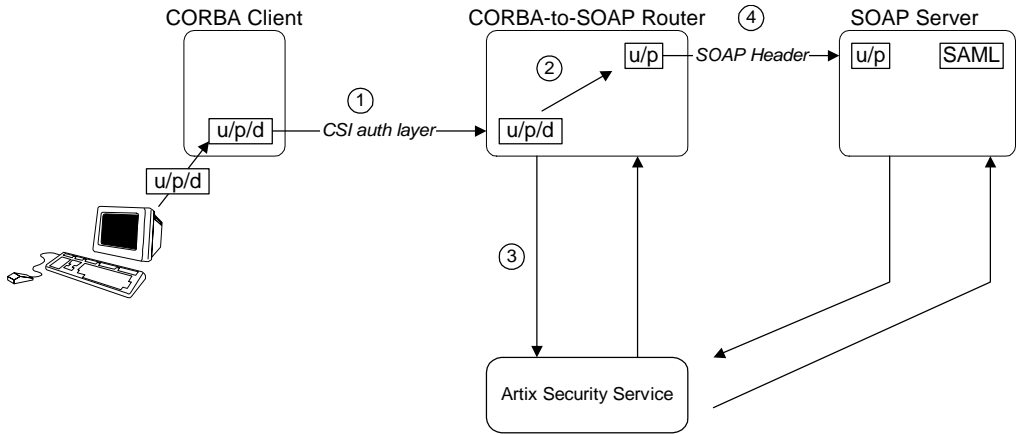 CORBA Client
CORBA-to-SOAP Router
4
SOAP Server
u/p
SOAP Header
u/p
SAML
2
1
u/p/d
CSI auth layer
u/p/d
u/p/d
3
Artix Security Service